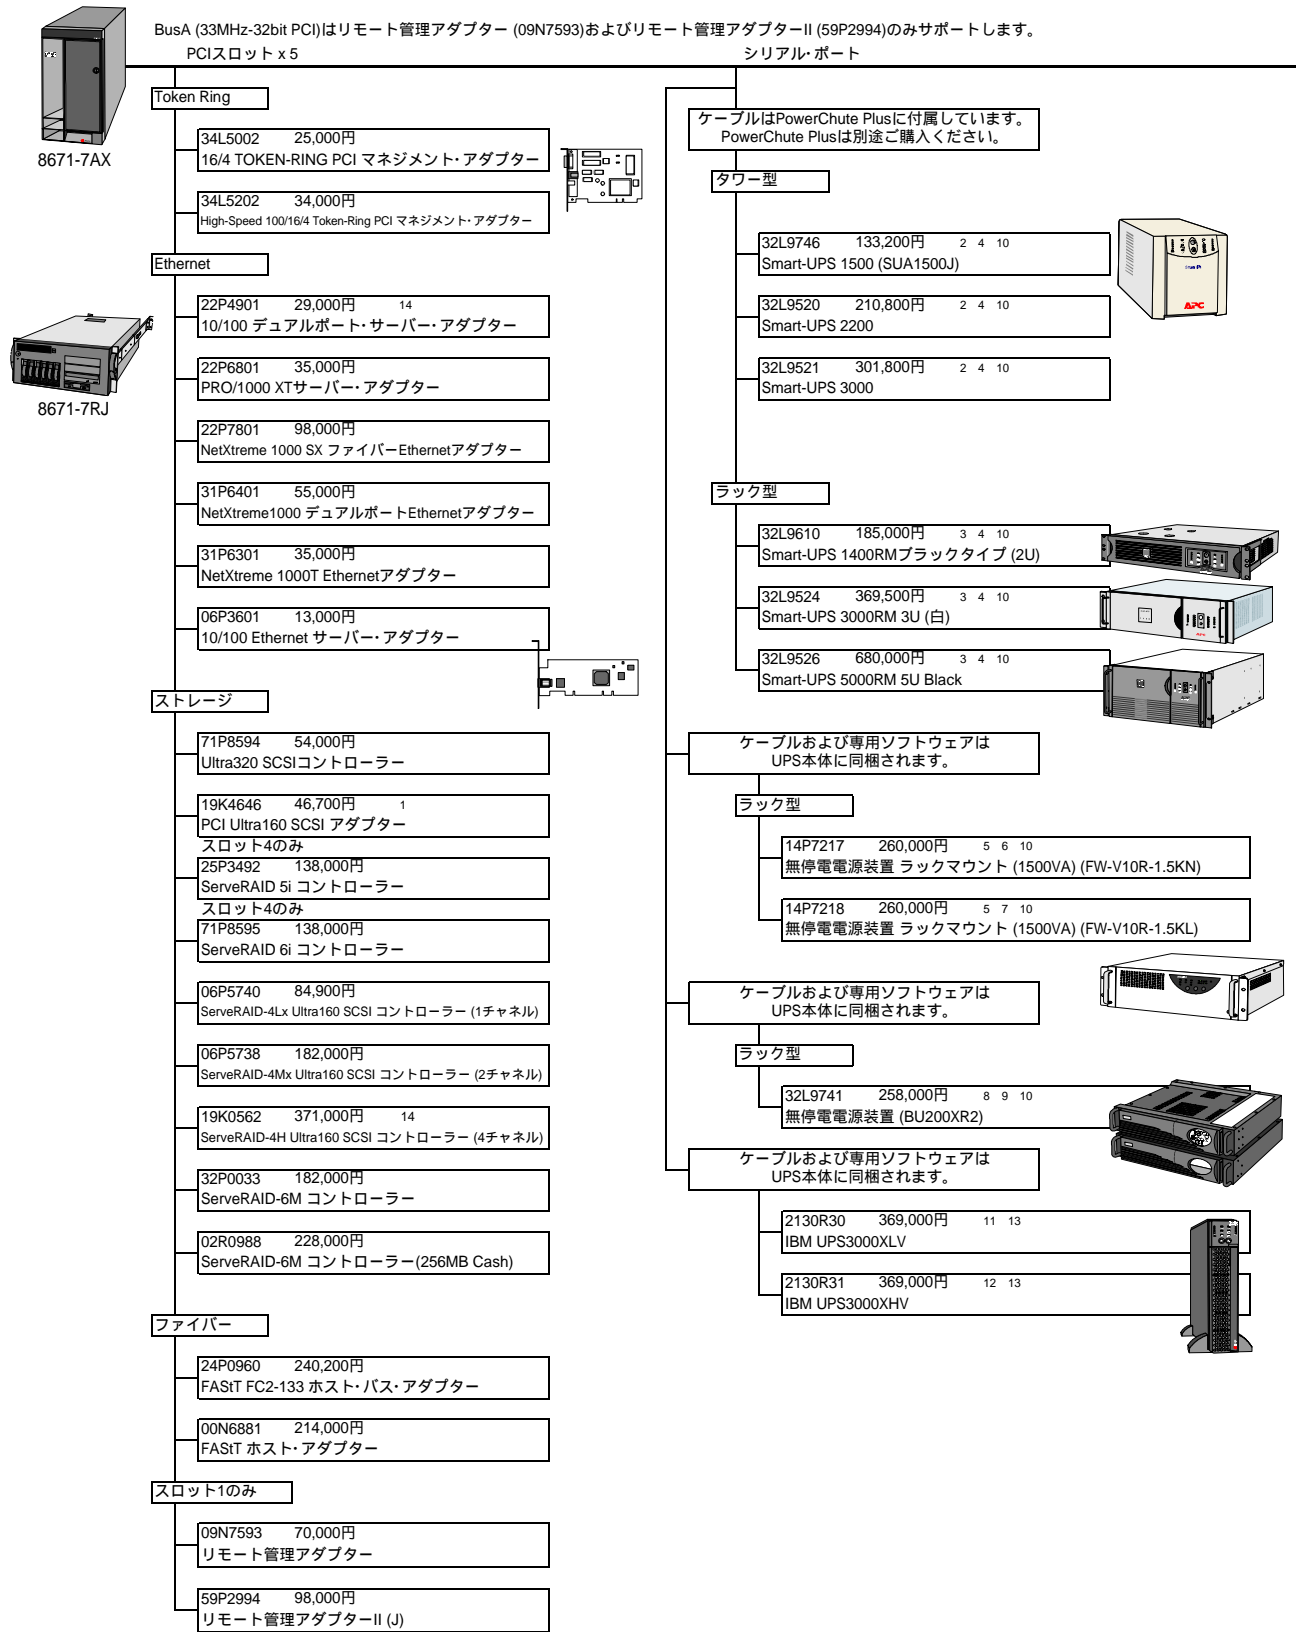 BusA (33MHz-32bit PCI)はリモート管理アダプター (09N7593)およびリモート管理アダプターII (59P2994)のみサポートします。
PCIスロット x 5
シリアル・ポート
8671-7AX
8671-7RJ
Token Ring
34L5002 25,000円
16/4 TOKEN-RING PCI マネジメント・アダプター
34L5202 34,000円
High-Speed 100/16/4 Token-Ring PCI マネジメント・アダプター
Ethernet
22P4901 29,000円 14
10/100 デュアルポート・サーバー・アダプター
22P6801 35,000円
PRO/1000 XTサーバー・アダプター
22P7801 98,000円
NetXtreme 1000 SX ファイバーEthernetアダプター
31P6401 55,000円
NetXtreme1000 デュアルポートEthernetアダプター
31P6301 35,000円
NetXtreme 1000T Ethernetアダプター
06P3601 13,000円
10/100 Ethernet サーバー・アダプター
ストレージ
71P8594 54,000円
Ultra320 SCSIコントローラー
19K4646 46,700円 1
PCI Ultra160 SCSI アダプター
スロット4のみ
25P3492 138,000円
ServeRAID 5i コントローラー
スロット4のみ
71P8595 138,000円
ServeRAID 6i コントローラー
06P5740 84,900円
ServeRAID-4Lx Ultra160 SCSI コントローラー (1チャネル)
06P5738 182,000円
ServeRAID-4Mx Ultra160 SCSI コントローラー (2チャネル)
19K0562 371,000円 14
ServeRAID-4H Ultra160 SCSI コントローラー (4チャネル)
32P0033 182,000円
ServeRAID-6M コントローラー
02R0988 228,000円
ServeRAID-6M コントローラー(256MB Cash)
ファイバー
24P0960 240,200円
FAStT FC2-133 ホスト・バス・アダプター
00N6881 214,000円
FAStT ホスト・アダプター
スロット1のみ
09N7593 70,000円
リモート管理アダプター
59P2994 98,000円
リモート管理アダプターII (J)
ケーブルはPowerChute Plusに付属しています。
PowerChute Plusは別途ご購入ください。
タワー型
32L9746 133,200円 2 4 10
Smart-UPS 1500 (SUA1500J)
32L9520 210,800円 2 4 10
Smart-UPS 2200
32L9521 301,800円 2 4 10
Smart-UPS 3000
APC
ラック型
32L9610 185,000円 3 4 10
Smart-UPS 1400RMブラックタイプ (2U)
32L9524 369,500円 3 4 10
Smart-UPS 3000RM 3U (白)
32L9526 680,000円 3 4 10
Smart-UPS 5000RM 5U Black
ケーブルおよび専用ソフトウェアは
UPS本体に同梱されます。
ラック型
14P7217 260,000円 5 6 10
無停電電源装置 ラックマウント (1500VA) (FW-V10R-1.5KN)
14P7218 260,000円 5 7 10
無停電電源装置 ラックマウント (1500VA) (FW-V10R-1.5KL)
ケーブルおよび専用ソフトウェアは
UPS本体に同梱されます。
ラック型
32L9741 258,000円 8 9 10
無停電電源装置 (BU200XR2)
ケーブルおよび専用ソフトウェアは
UPS本体に同梱されます。
2130R30 369,000円 11 13
IBM UPS3000XLV
2130R31 369,000円 12 13
IBM UPS3000XHV